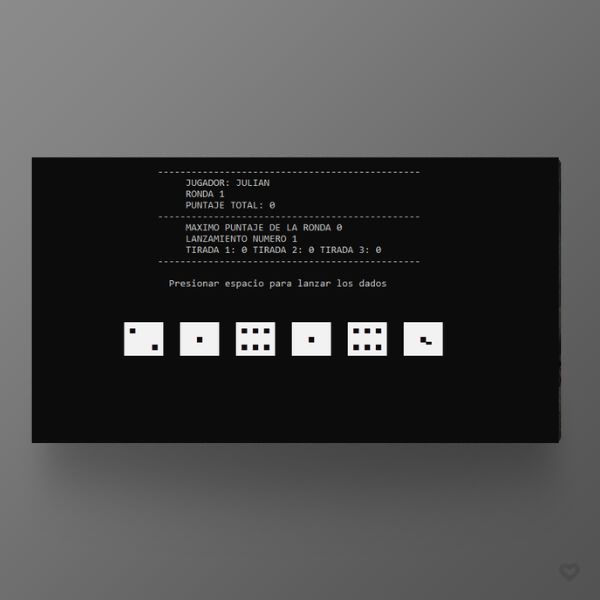 JUGADOR: JULIAN
RONDA 1
PUNTAJE TOTAL: 0
MAXIMO PUNTAJE DE LA RONDA 0
LANZAMIENTO NUMERO 1
TIRADA 1: 0 TIRADA 2: 0 TIRADA 3: 0
Presionar espacio para lanzar los dados